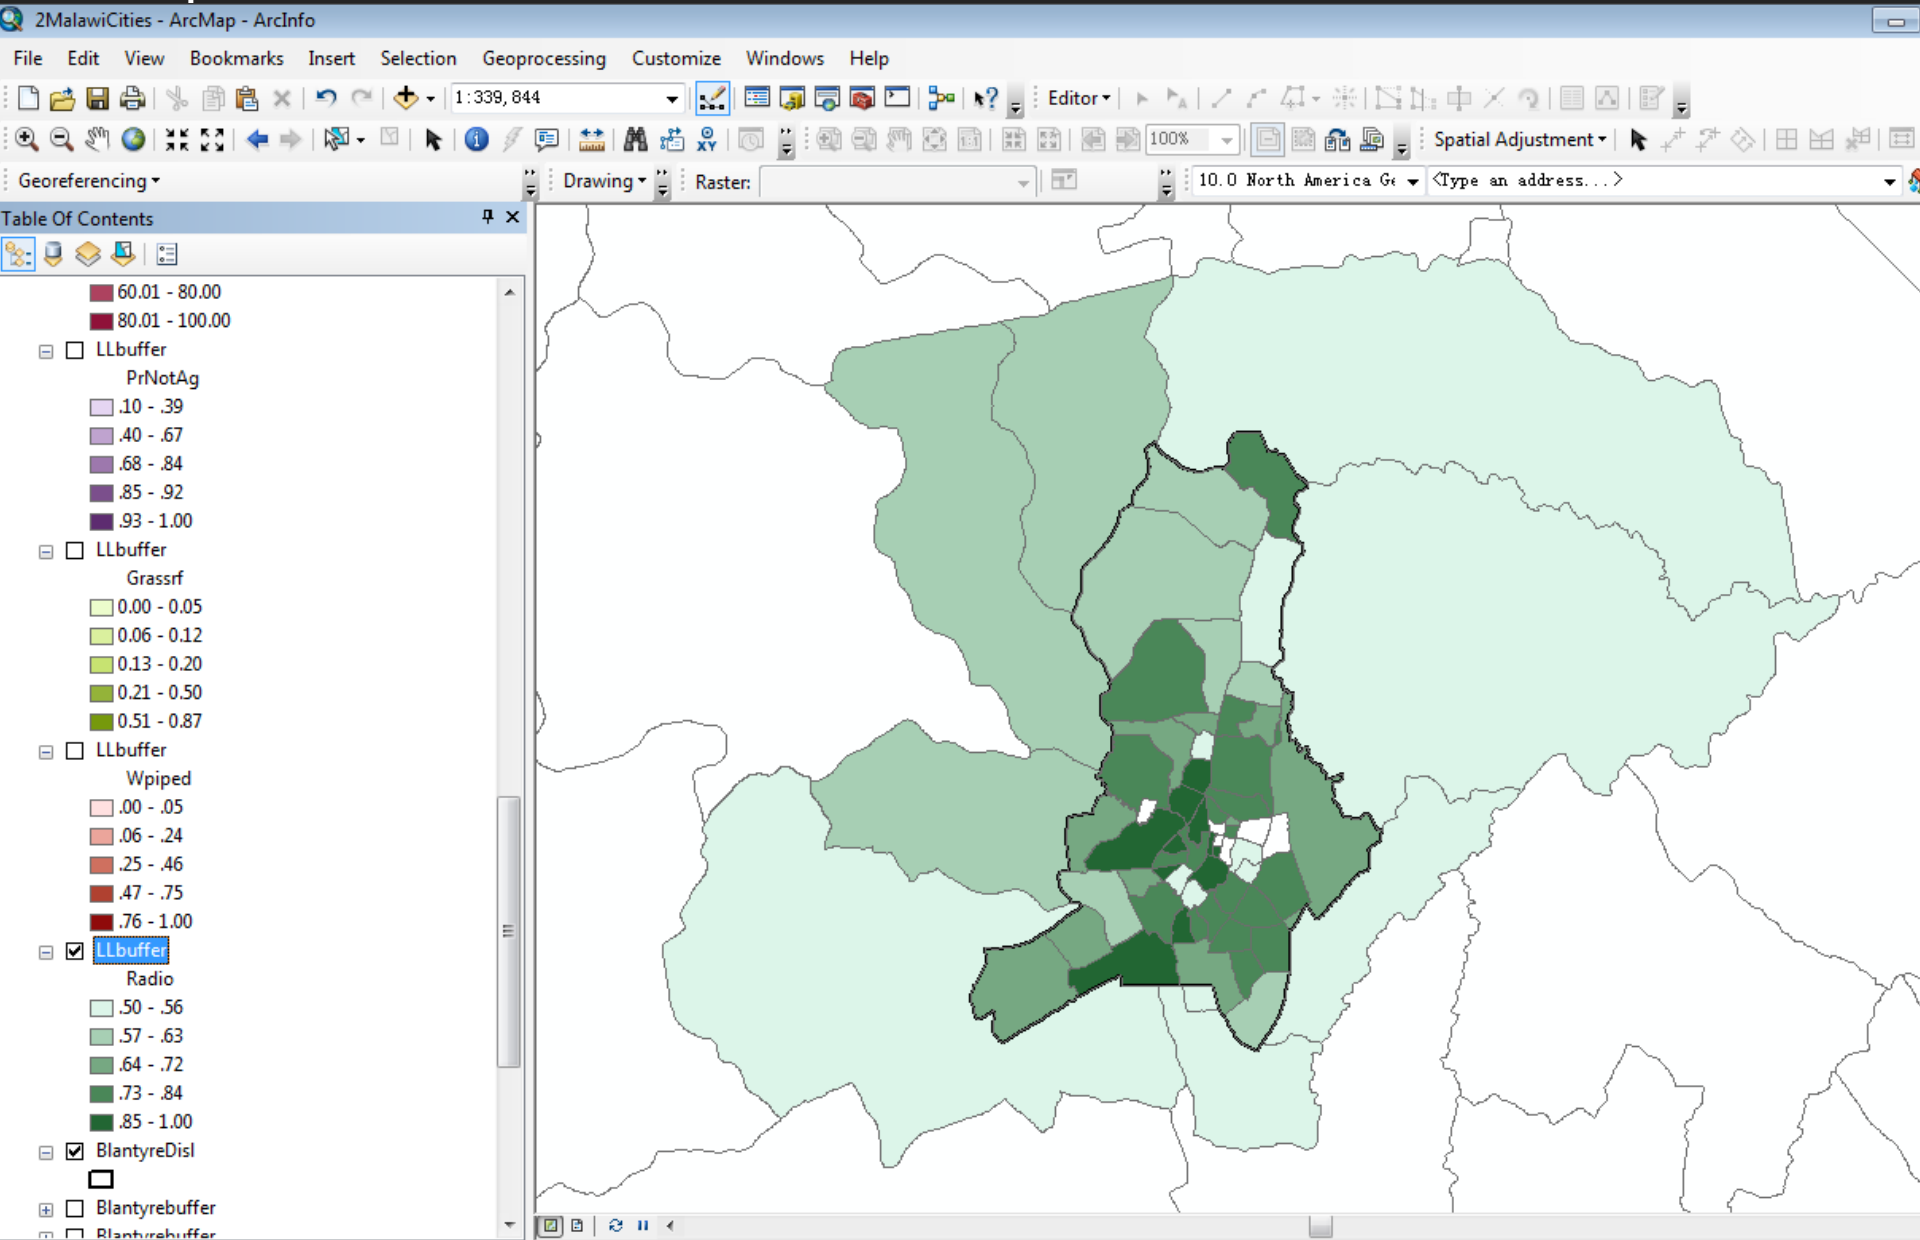 2MalawiCities - ArcMap - ArcInfo
File Edit View Bookmarks Insert Selection Geoprocessing Customize Windows Help
1:339,844 Editor
100% Spatial Adjustment
Georeferencing Drawing Raster: 10.0 North America Ge <Type an address...>
Table Of Contents
60.01 - 80.00
80.01 - 100.00
LLbuffer
PrNotAg
.10 - .39
.40 - .67
.68 - .84
.85 - .92
.93 - 1.00
LLbuffer
Grassrf
0.00 - 0.05
0.06 - 0.12
0.13 - 0.20
0.21 - 0.50
0.51 - 0.87
LLbuffer
Wpiped
.00 - .05
.06 - .24
.25 - .46
.47 - .75
.76 - 1.00
LLbuffer
Radio
.50 - .56
.57 - .63
.64 - .72
.73 - .84
.85 - 1.00
BlantyreDisl
Blantyrebuffer
Blantyrebuffer